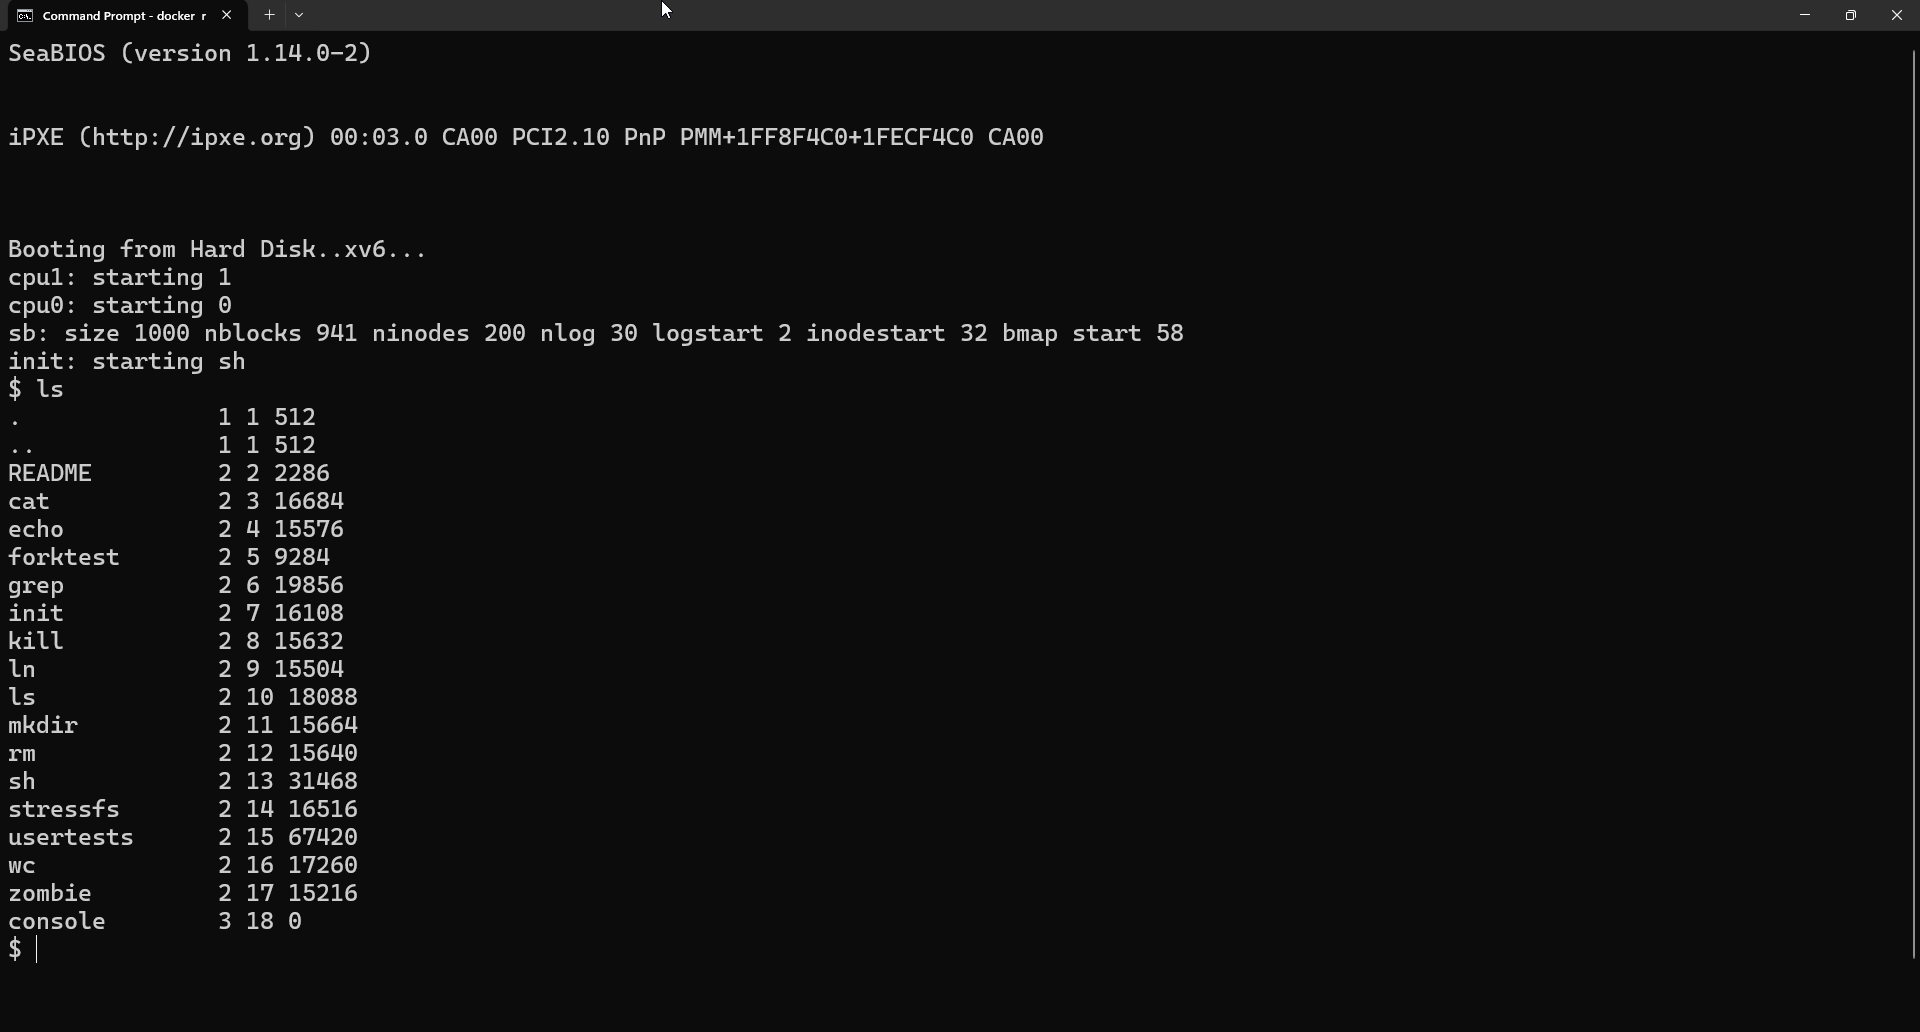 Command Prompt - docker r
SeaBIOS (version 1.14.0-2)
iPXE (http://ipxe.org) 00:03.0 CA00 PCI2.10 PnP PMM+1FF8F4C0+1FECF4C0 CA00
Booting from Hard Disk..xv6...
cpu1: starting 1
cpu0: starting 0
sb: size 1000 nblocks 941 ninodes 200 nlog 30 logstart 2 inodestart 32 bmap start 58
init: starting sh
$ ls
. 1 1 512
.. 1 1 512
README 2 2 2286
cat 2 3 16684
echo 2 4 15576
forktest 2 5 9284
grep 2 6 19856
init 2 7 16108
kill 2 8 15632
ln 2 9 15504
ls 2 10 18088
mkdir 2 11 15664
rm 2 12 15640
sh 2 13 31468
stressfs 2 14 16516
usertests 2 15 67420
wc 2 16 17260
zombie 2 17 15216
console 3 18 0
$